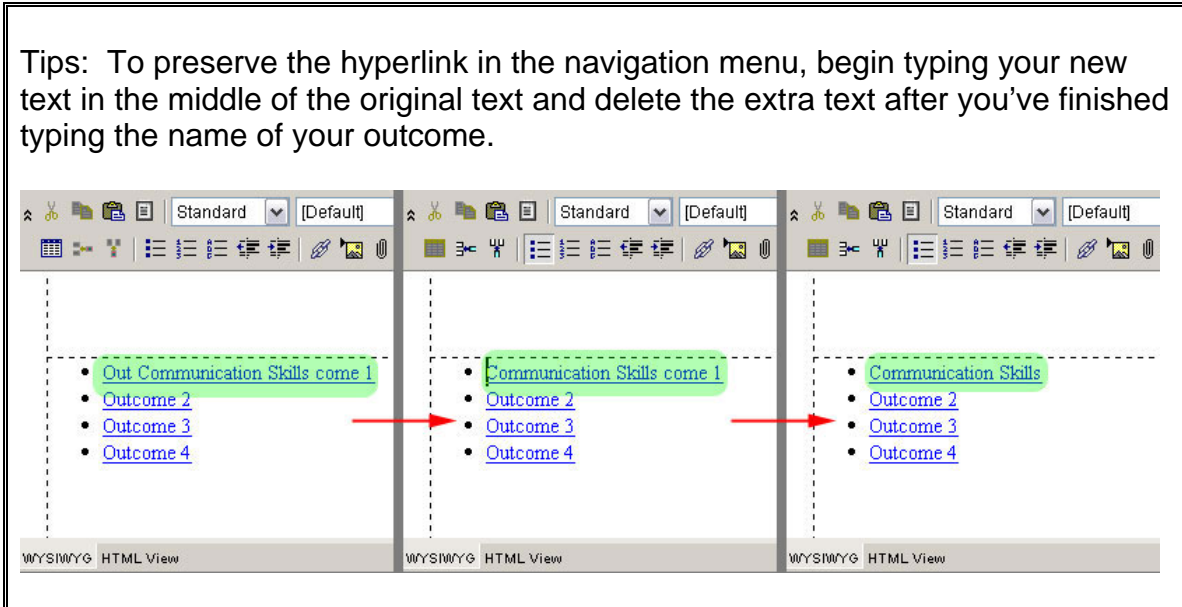 Tips:  To preserve the hyperlink in the navigation menu, begin typing your new
text in the middle of the original text and delete the extra text after you’ve finished
typing the name of your outcome.
Standard [Default]
Out Communication Skills come 1
Outcome 2
Outcome 3
Outcome 4
WYSIWYG HTML View
Standard [Default]
Communication Skills come 1
Outcome 2
Outcome 3
Outcome 4
WYSIWYG HTML View
Standard [Default]
Communication Skills
Outcome 2
Outcome 3
Outcome 4
WYSIWYG HTML View